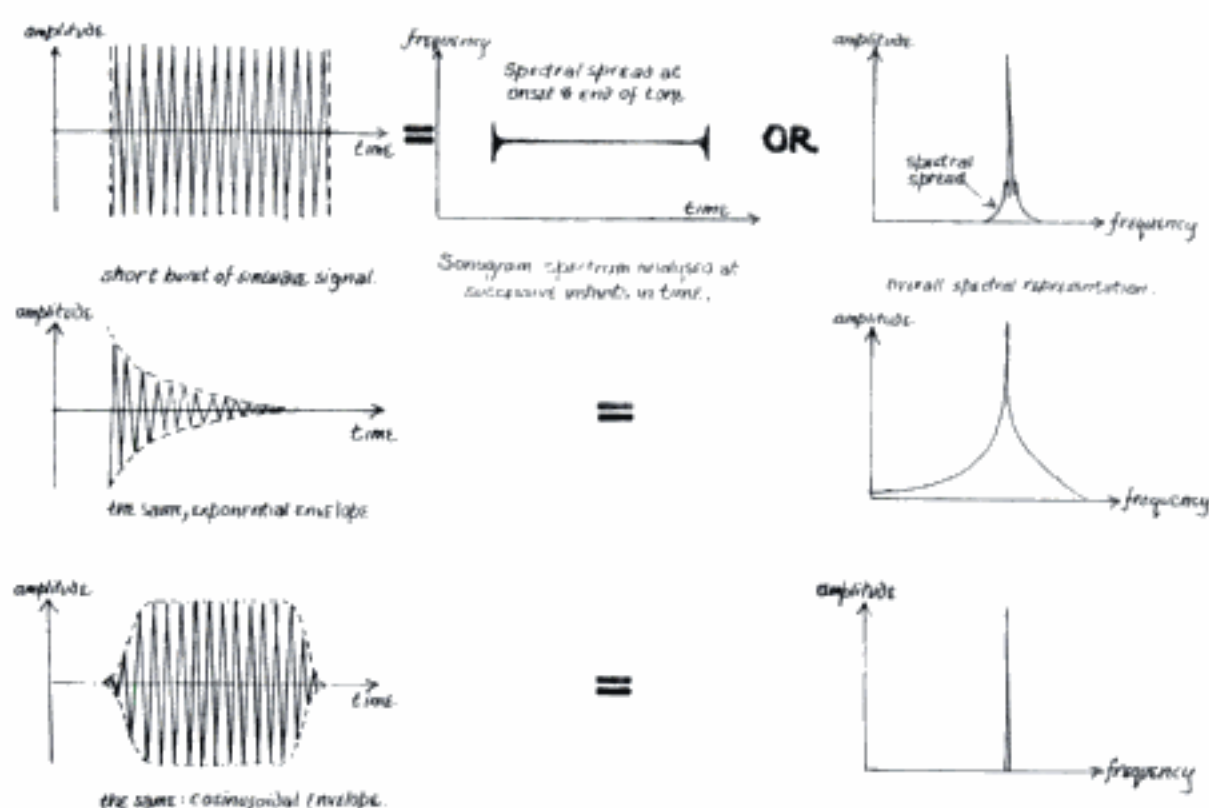 amplitude
time
short burst of sinewave signal.
=
frequency
Spectral spread at
onset & end of tone
time
Sonogram spectrum analysed at
successive instants in time.
OR
amplitude
spectral
spread
frequency
overall spectral representation.
amplitude
time
the same, exponential envelope
=
amplitude
frequency
amplitude
time
the same: cosinusoidal envelope.
=
amplitude
frequency